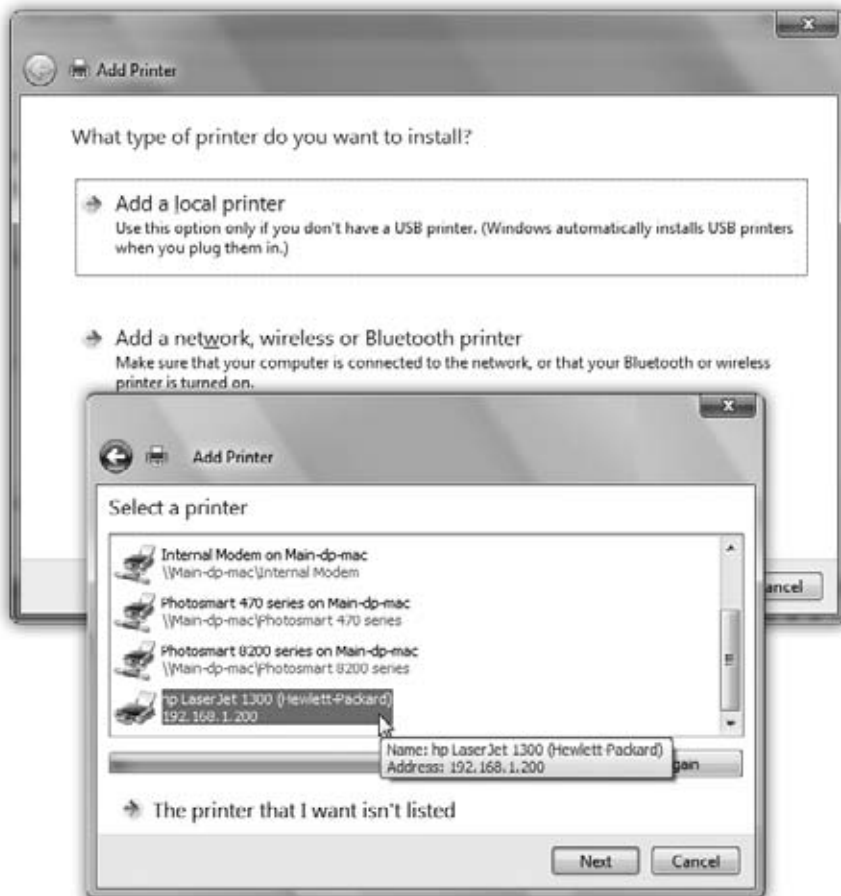 Add Printer
What type of printer do you want to install?
Add a local printer
Use this option only if you don't have a USB printer. (Windows automatically installs USB printers
when you plug them in.)
Add a network, wireless or Bluetooth printer
Make sure that your computer is connected to the network, or that your Bluetooth or wireless
printer is turned on.
ancel
Add Printer
Select a printer
Internal Modem on Main-dp-mac
\\Main-dp-mac\Internal Modem
Photosmart 470 series on Main-dp-mac
\\Main-dp-mac\Photosmart 470 series
Photosmart 8200 series on Main-dp-mac
\\Main-dp-mac\Photosmart 8200 series
hp LaserJet 1300 (Hewlett-Packard)
192.168.1.200
Name: hp LaserJet 1300 (Hewlett-Packard)
Address: 192.168.1.200
gain
The printer that I want isn't listed
Next Cancel